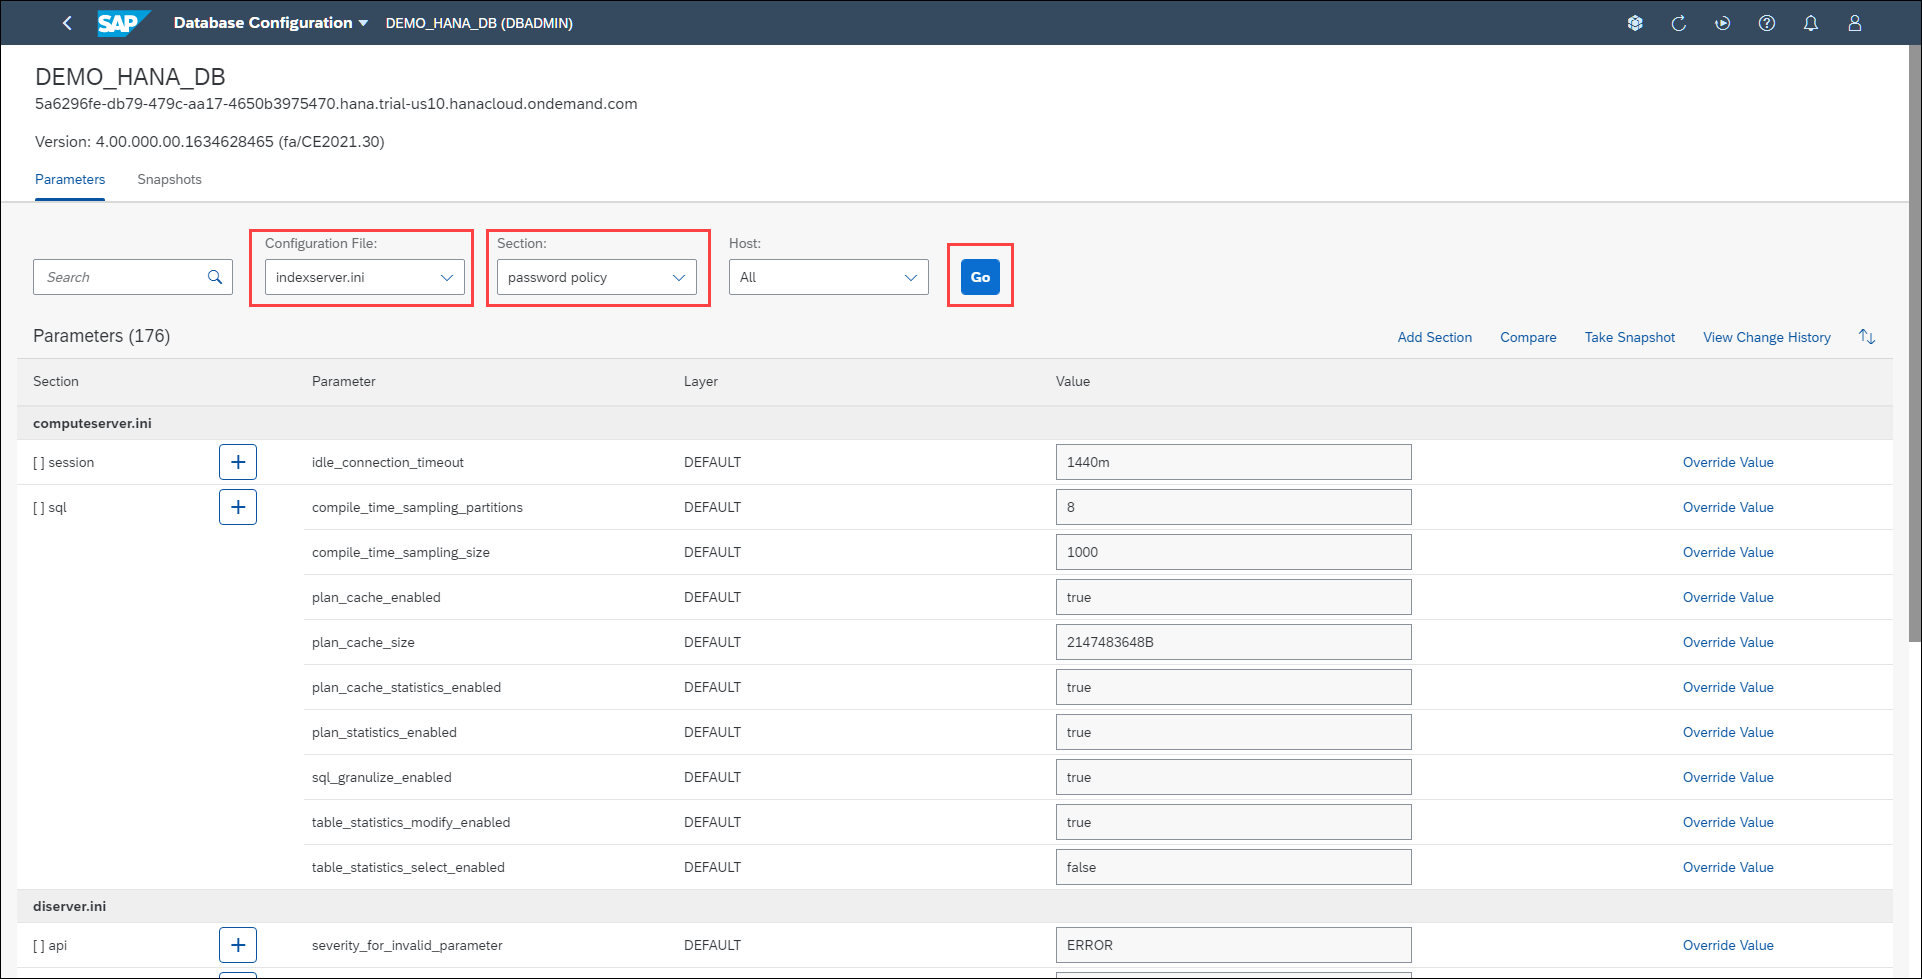 SAP Database Configuration DEMO_HANA_DB (DBADMIN)
DEMO_HANA_DB
5a6296fe-db79-479c-aa17-4650b3975470.hana.trial-us10.hanacloud.ondemand.com
Version: 4.00.000.00.1634628465 (fa/CE2021.30)
Parameters Snapshots
Configuration File: Section: Host:
Search indexserver.ini password policy All Go
Parameters (176) Add Section Compare Take Snapshot View Change History
Section Parameter Layer Value
computeserver.ini
[ ] session + idle_connection_timeout DEFAULT 1440m Override Value
[ ] sql + compile_time_sampling_partitions DEFAULT 8 Override Value
compile_time_sampling_size DEFAULT 1000 Override Value
plan_cache_enabled DEFAULT true Override Value
plan_cache_size DEFAULT 2147483648B Override Value
plan_cache_statistics_enabled DEFAULT true Override Value
plan_statistics_enabled DEFAULT true Override Value
sql_granulize_enabled DEFAULT true Override Value
table_statistics_modify_enabled DEFAULT true Override Value
table_statistics_select_enabled DEFAULT false Override Value
diserver.ini
[ ] api + severity_for_invalid_parameter DEFAULT ERROR Override Value